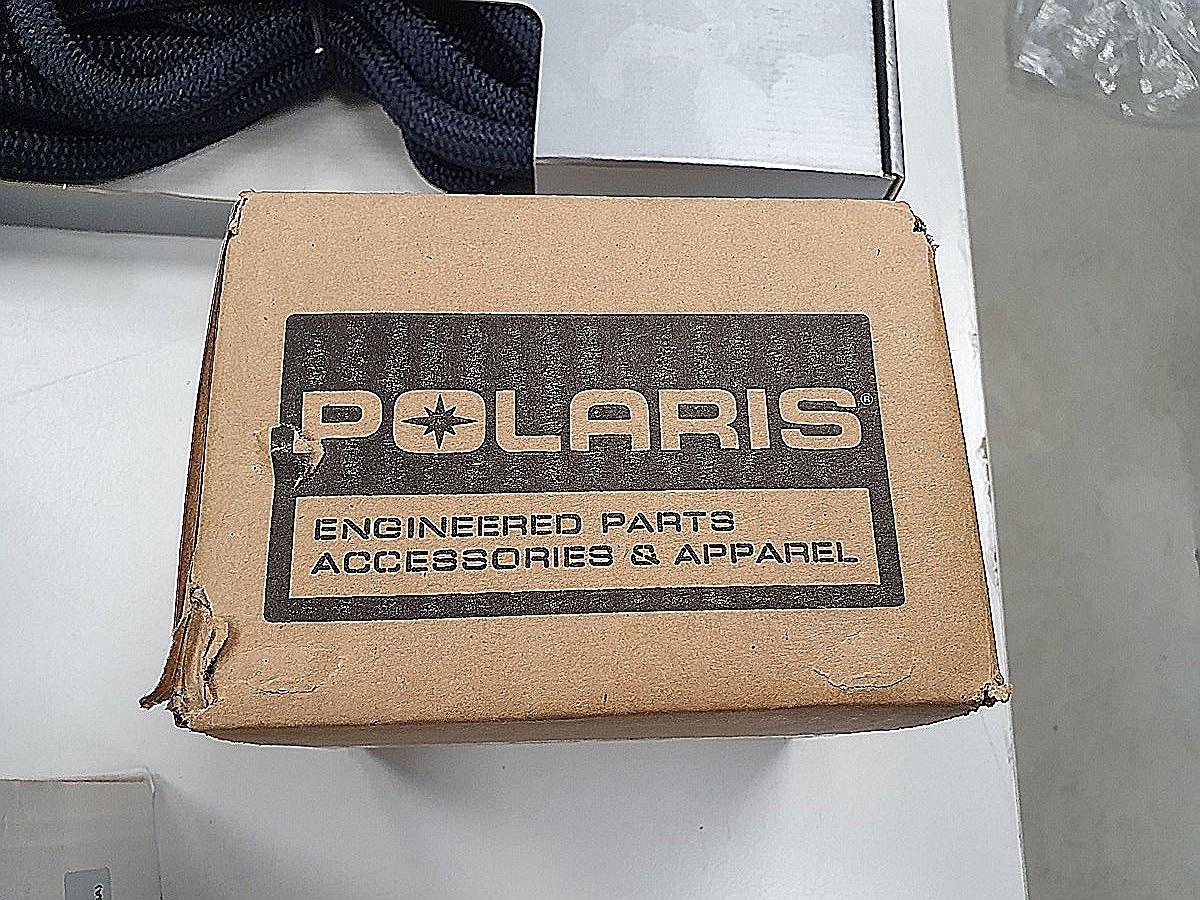 POLARIS®
ENGINEERED PARTS
ACCESSORIES & APPAREL